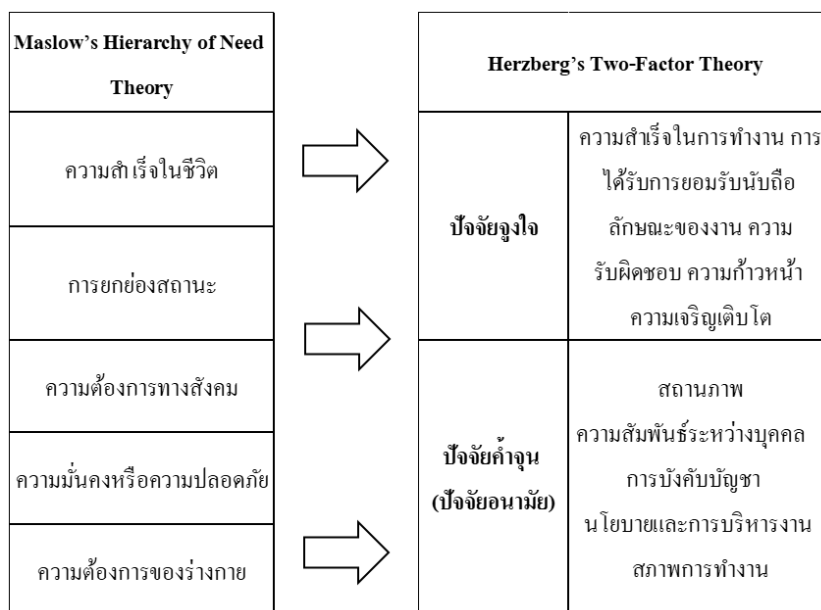 Maslow's Hierarchy of Need
Theory
ความสำเร็จในชีวิต
การยกย่องสถานะ
ความต้องการทางสังคม
ความมั่นคงหรือความปลอดภัย
ความต้องการของร่างกาย
Herzberg's Two-Factor Theory
ปัจจัยจูงใจ
ความสำเร็จในการทำงาน การ
ได้รับการยอมรับนับถือ
ลักษณะของงาน ความ
รับผิดชอบ ความก้าวหน้า
ความเจริญเติบโต
ปัจจัยค้ำจุน
(ปัจจัยอนามัย)
สถานภาพ
ความสัมพันธ์ระหว่างบุคคล
การบังคับบัญชา
นโยบายและการบริหารงาน
สภาพการทำงาน